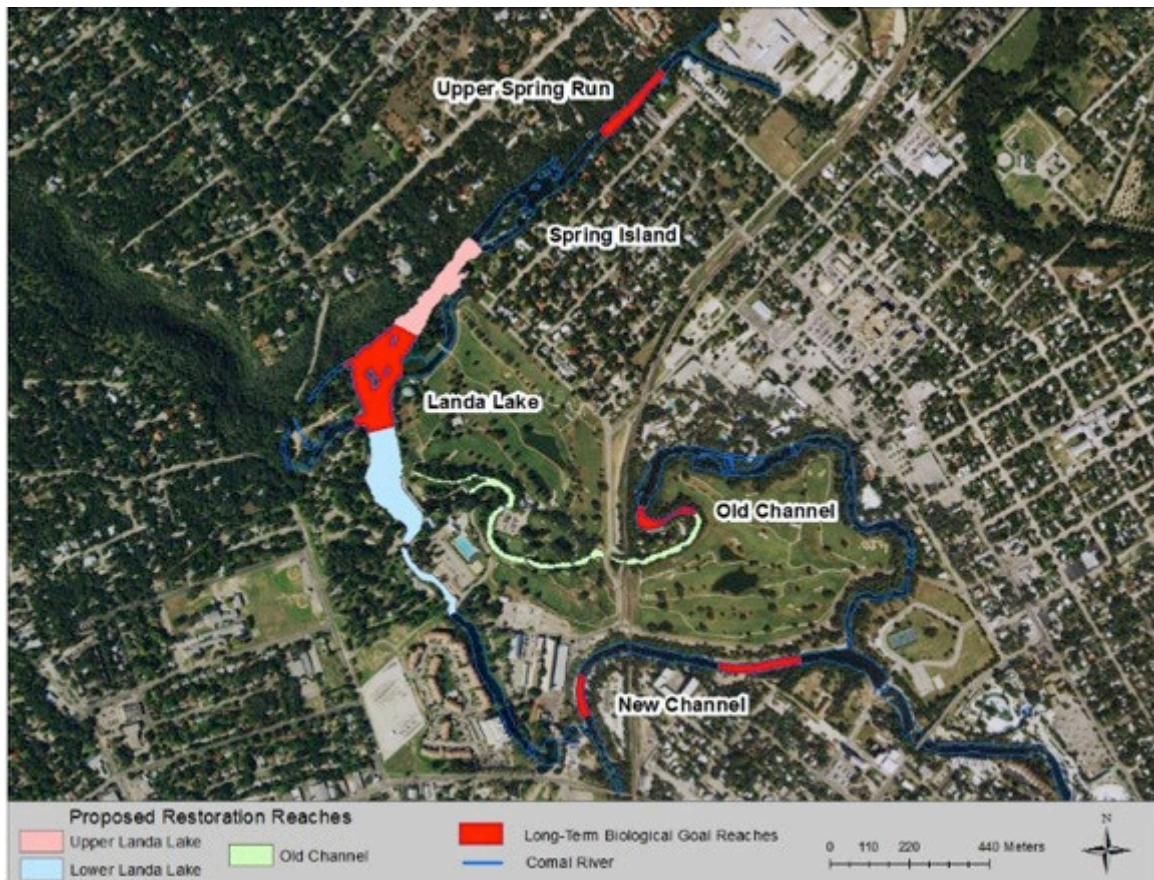 Upper Spring Run
Spring Island
Landa Lake
Old Channel
New Channel
Proposed Restoration Reaches
Upper Landa Lake
Lower Landa Lake
Old Channel
Long-Term Biological Goal Reaches
Comal River
N
0 110 220 440 Meters